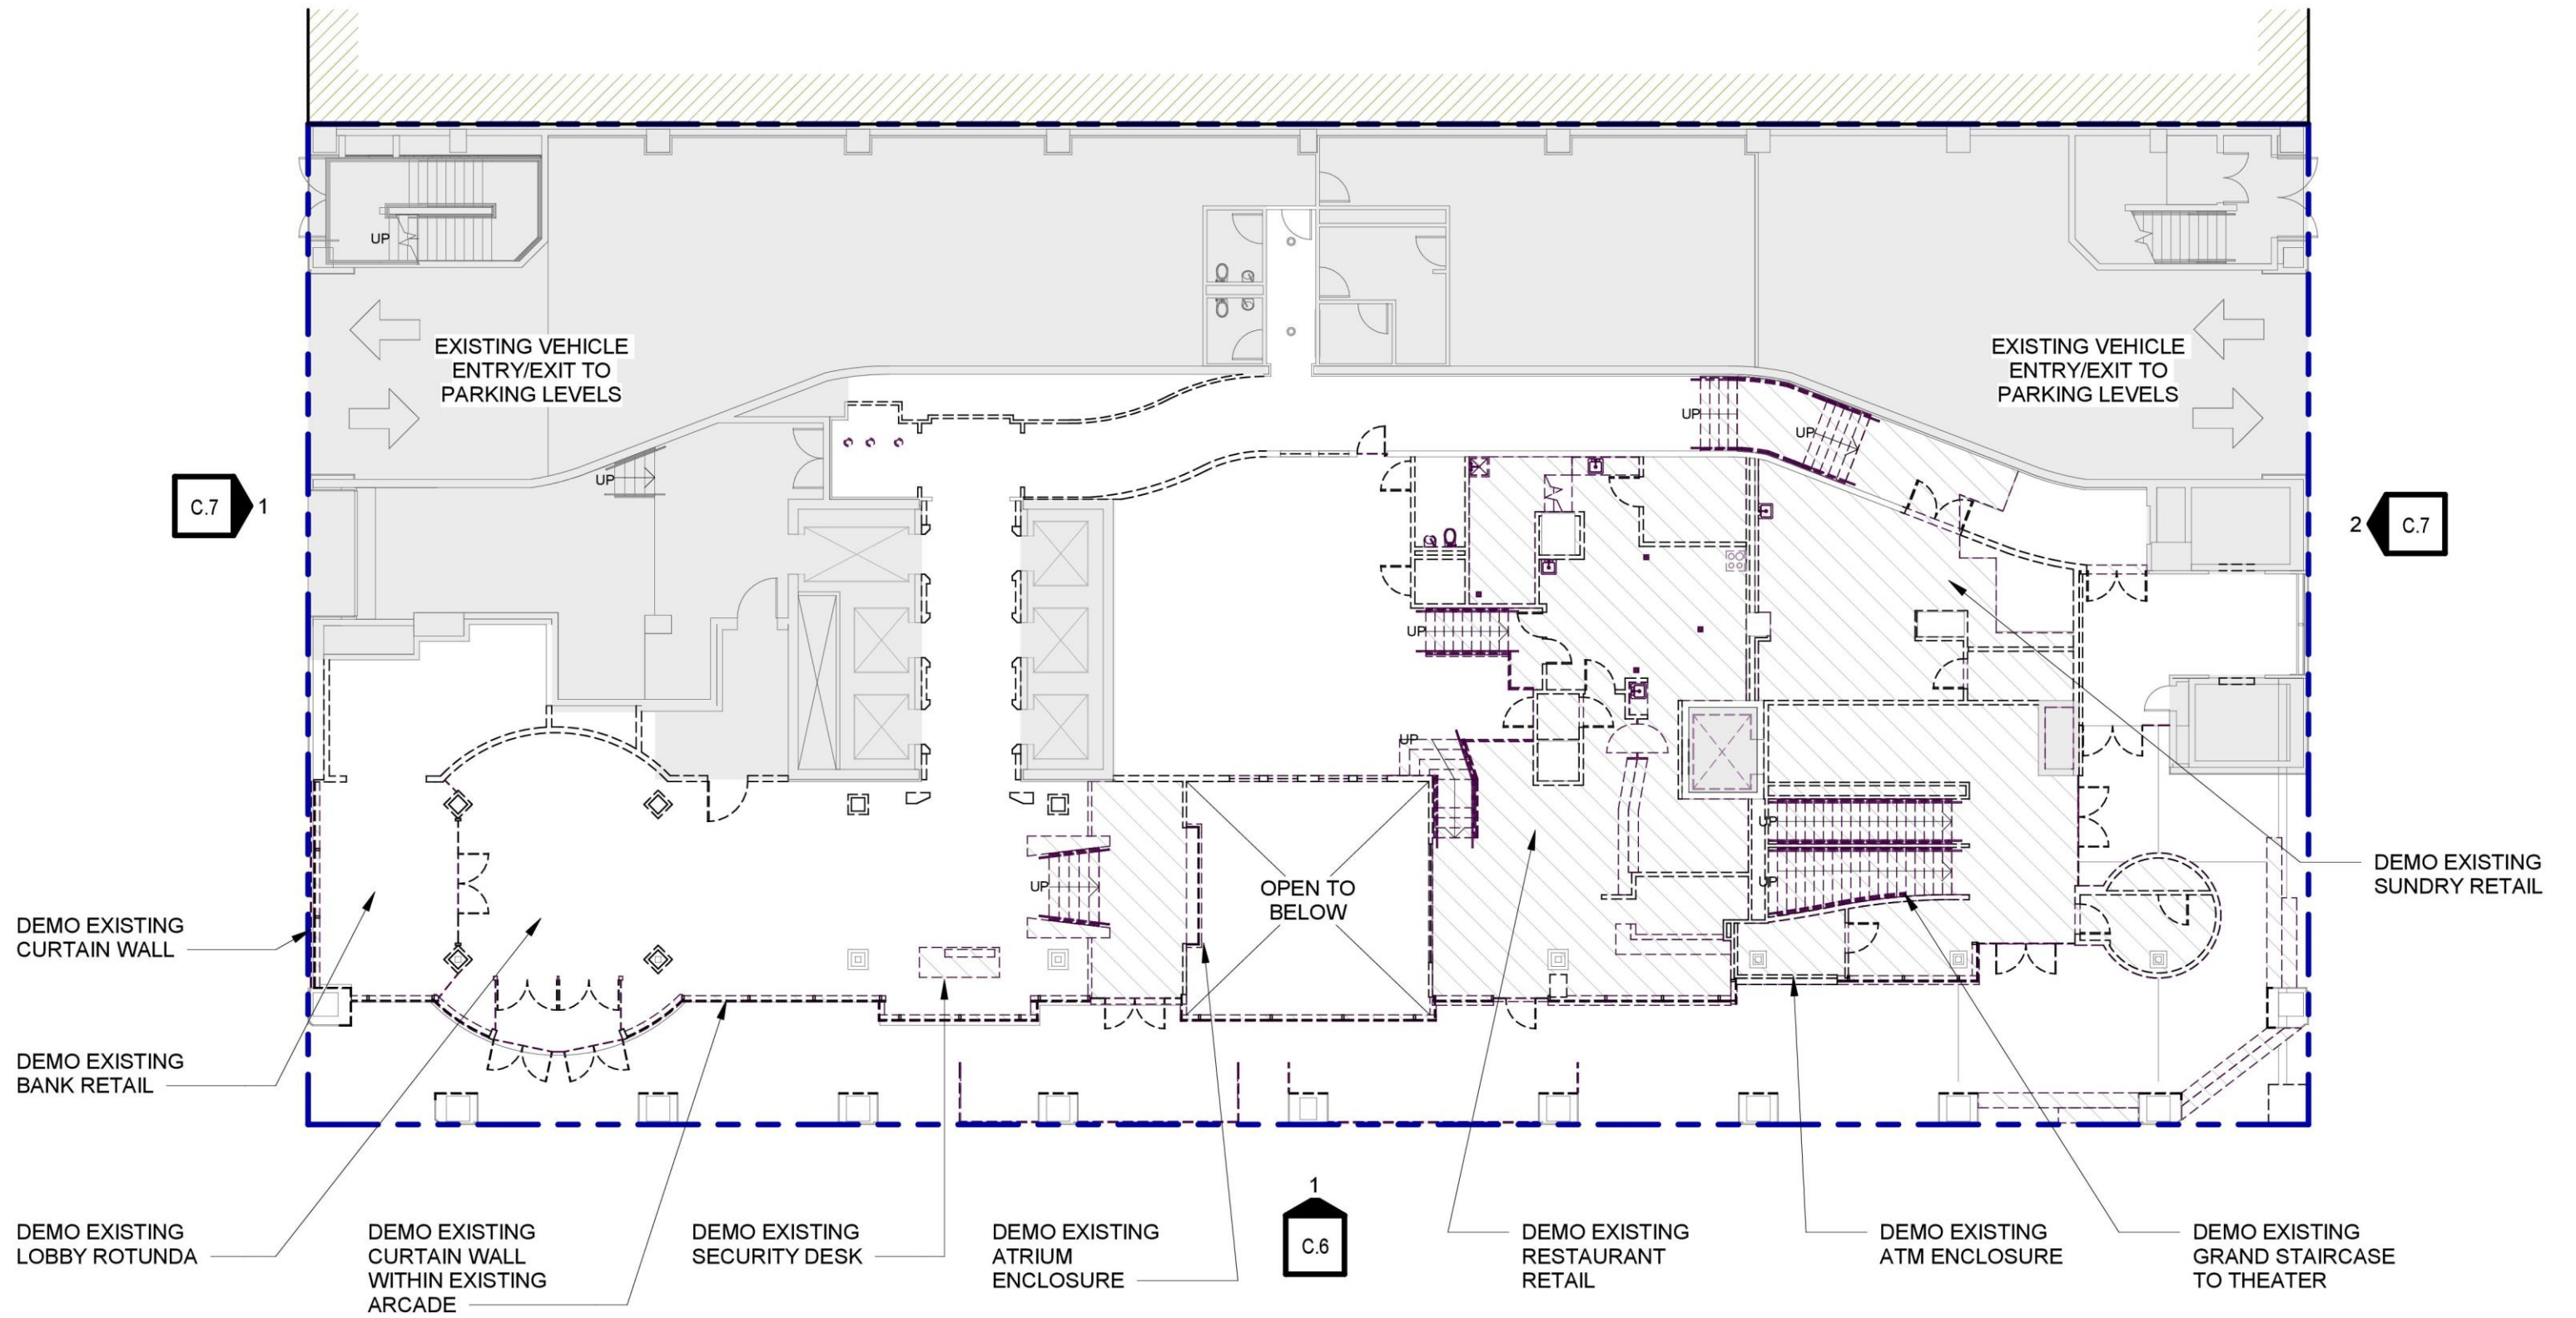 UP
EXISTING VEHICLE
ENTRY/EXIT TO
PARKING LEVELS
EXISTING VEHICLE
ENTRY/EXIT TO
PARKING LEVELS
UP
UP
UP
C.7
1
2
C.7
UP
UP
UP
UP
UP
OPEN TO
BELOW
DEMO EXISTING
SUNDRY RETAIL
DEMO EXISTING
CURTAIN WALL
DEMO EXISTING
BANK RETAIL
1
C.6
DEMO EXISTING
LOBBY ROTUNDA
DEMO EXISTING
CURTAIN WALL
WITHIN EXISTING
ARCADE
DEMO EXISTING
SECURITY DESK
DEMO EXISTING
ATRIUM
ENCLOSURE
DEMO EXISTING
RESTAURANT
RETAIL
DEMO EXISTING
ATM ENCLOSURE
DEMO EXISTING
GRAND STAIRCASE
TO THEATER